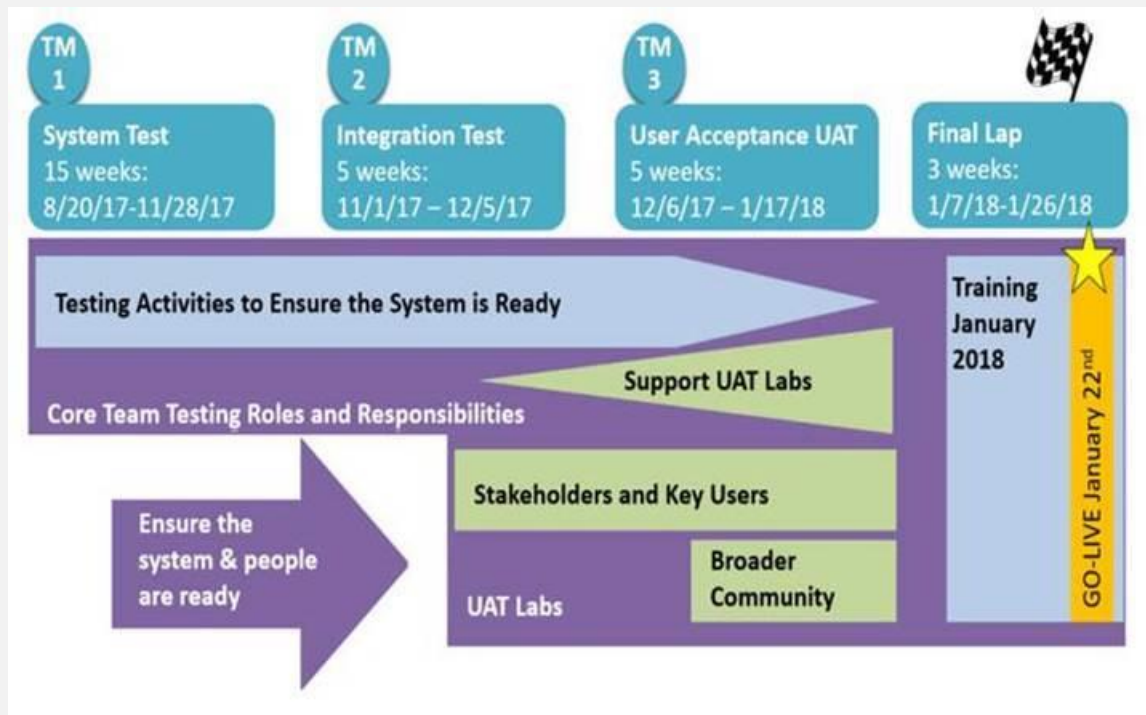 TM
1
TM
2
TM
3
System Test
15 weeks:
8/20/17-11/28/17
Integration Test
5 weeks:
11/1/17 – 12/5/17
User Acceptance UAT
5 weeks:
12/6/17 – 1/17/18
Final Lap
3 weeks:
1/7/18-1/26/18
Testing Activities to Ensure the System is Ready
Support UAT Labs
Core Team Testing Roles and Responsibilities
Stakeholders and Key Users
Broader
Community
UAT Labs
Ensure the
system & people
are ready
Training
January
2018
GO-LIVE January 22nd